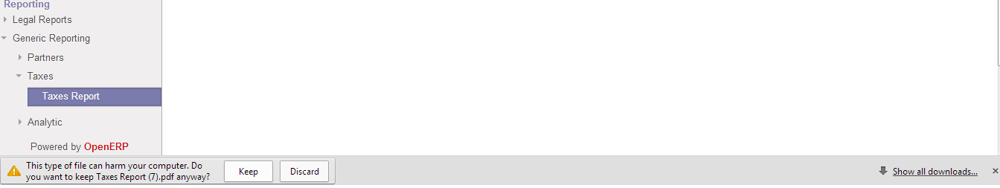 Reporting
Legal Reports
Generic Reporting
Partners
Taxes
Taxes Report
Analytic
Powered by OpenERP
This type of file can harm your computer. Do
you want to keep Taxes Report (7).pdf anyway?
Keep
Discard
Show all downloads...